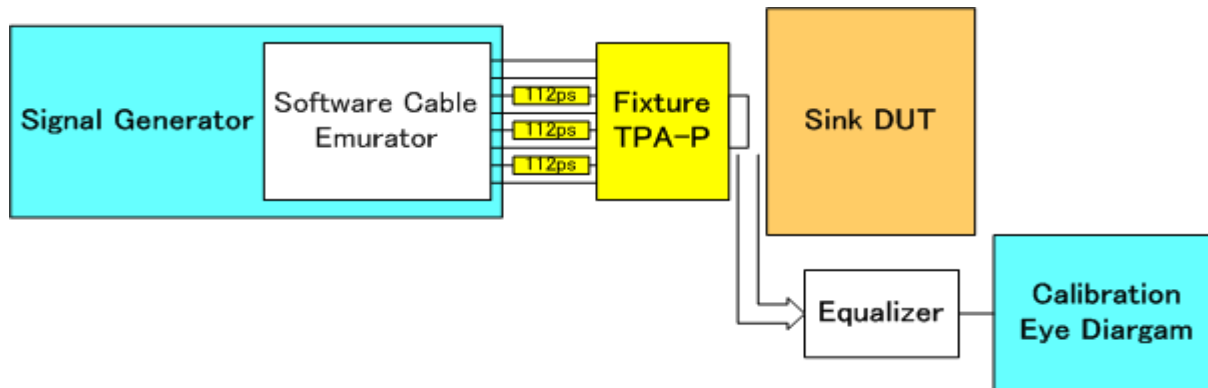 Signal Generator
Software Cable
Emurator
112ps
112ps
112ps
Fixture
TPA-P
Sink DUT
Equalizer
Calibration
Eye Diargam